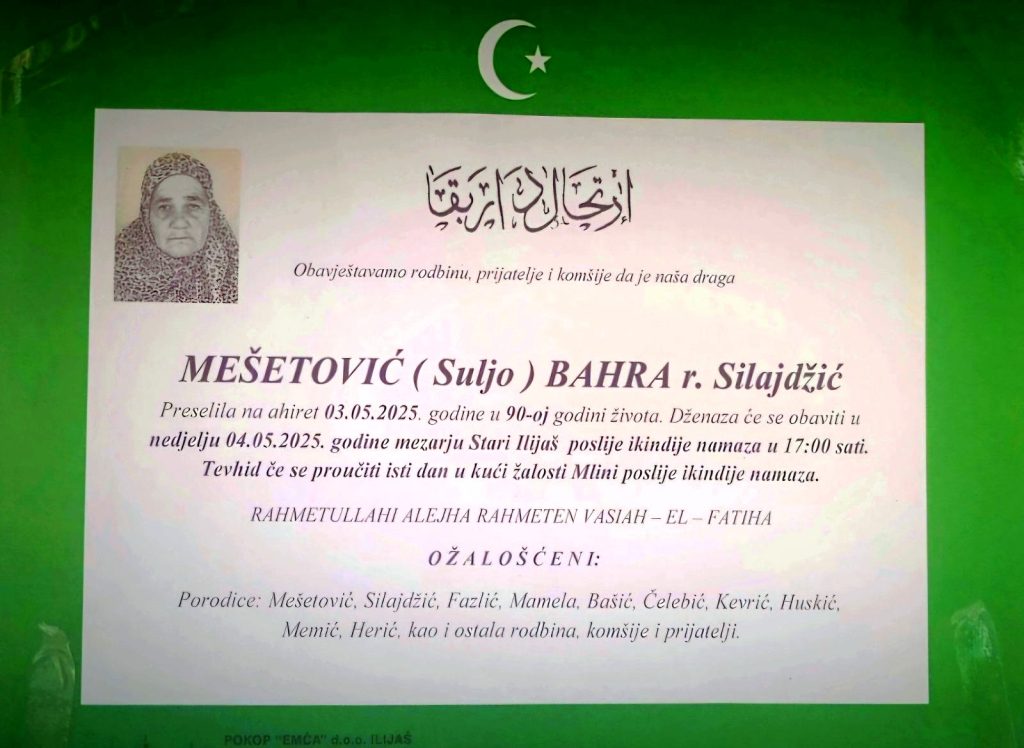 إرتحال دار بقا
Obavještavamo rodbinu, prijatelje i komšije da je naša draga
MEŠETOVIĆ ( Suljo ) BAHRA r. Silajdžić
Preselila na ahiret 03.05.2025. godine u 90-oj godini života. Dženaza će se obaviti u
nedjelju 04.05.2025. godine mezarju Stari Ilijaš poslije ikindije namaza u 17:00 sati.
Tevhid če se proučiti isti dan u kući žalosti Mlini poslije ikindije namaza.
RAHMETULLAHI ALEJHA RAHMETEN VASIAH – EL – FATIHA
OŽALOŠĆENI:
Porodice: Mešetović, Silajdžić, Fazlić, Mamela, Bašić, Čelebić, Kevrić, Huskić,
Memić, Herić, kao i ostala rodbina, komšije i prijatelji.
POKOP "EMĆA" d.o.o. ILIJAŠ